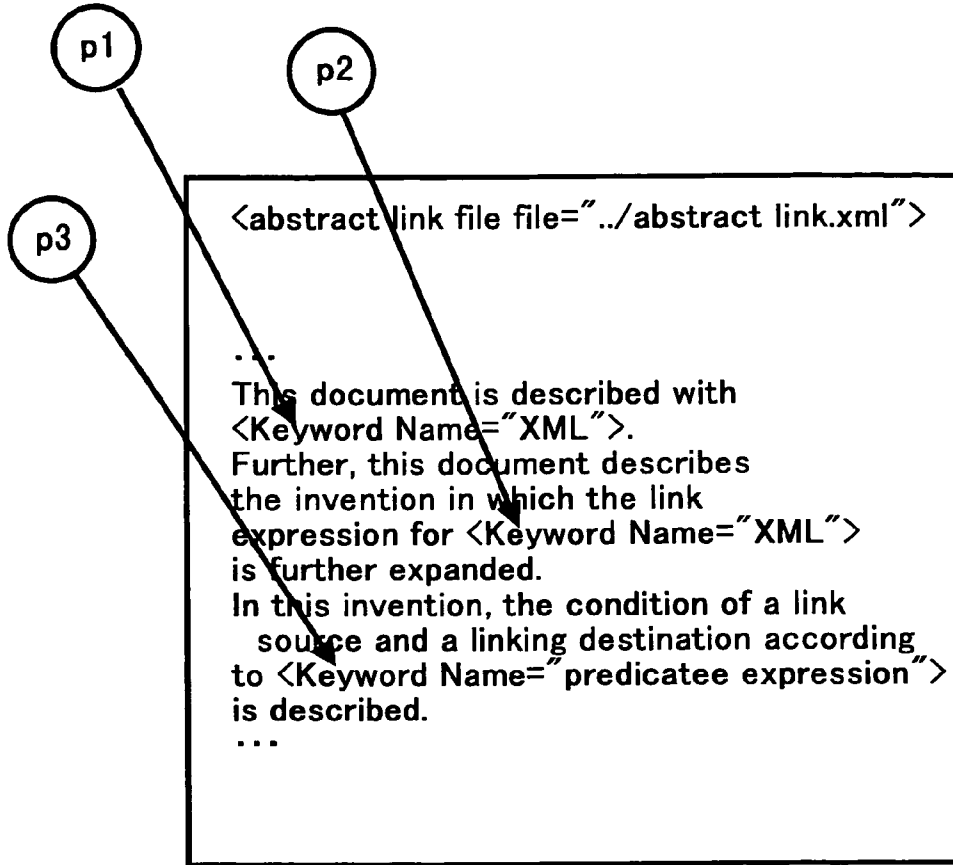 p1
p2
p3
<abstract link file file="../abstract link.xml">
...
This document is described with
<Keyword Name="XML">.
Further, this document describes
the invention in which the link
expression for <Keyword Name="XML">
is further expanded.
In this invention, the condition of a link
source and a linking destination according
to <Keyword Name="predicatee expression">
is described.
...